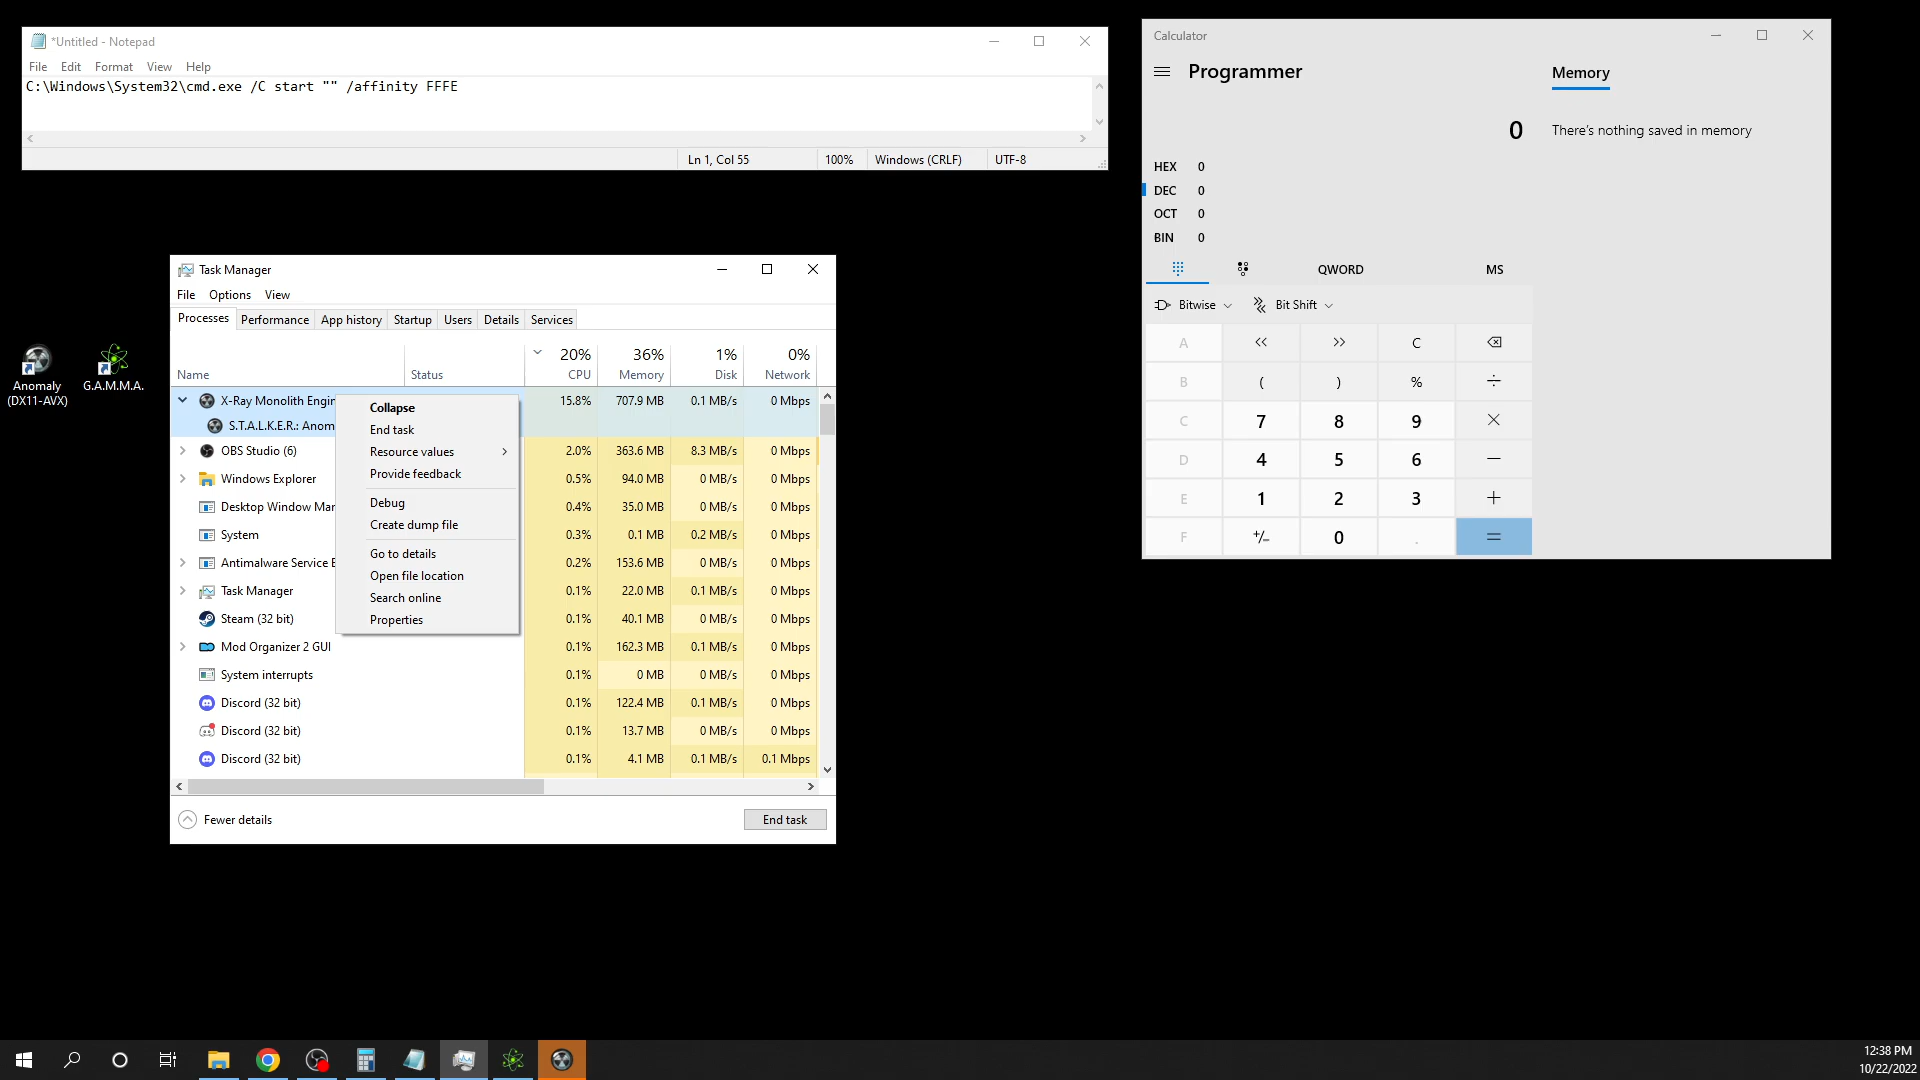 *Untitled - Notepad
File Edit Format View Help
C:\Windows\System32\cmd.exe /C start "" /affinity FFFE
Ln 1, Col 55 100% Windows (CRLF) UTF-8
Calculator
Programmer
Memory
0
There's nothing saved in memory
HEX 0
DEC 0
OCT 0
BIN 0
QWORD MS
Bitwise Bit Shift
A << >> C
B ( ) % ÷
C 7 8 9 ×
D 4 5 6 −
E 1 2 3 +
F +/− 0 . =
Anomaly
(DX11-AVX)
G.A.M.M.A.
Task Manager
File Options View
Processes Performance App history Startup Users Details Services
20% 36% 1% 0%
Name Status CPU Memory Disk Network
X-Ray Monolith Engin 15.8% 707.9 MB 0.1 MB/s 0 Mbps
S.T.A.L.K.E.R.: Anom
OBS Studio (6) 2.0% 363.6 MB 8.3 MB/s 0 Mbps
Windows Explorer 0.5% 94.0 MB 0 MB/s 0 Mbps
Desktop Window Mar 0.4% 35.0 MB 0 MB/s 0 Mbps
System 0.3% 0.1 MB 0.2 MB/s 0 Mbps
Antimalware Service E 0.2% 153.6 MB 0 MB/s 0 Mbps
Task Manager 0.1% 22.0 MB 0.1 MB/s 0 Mbps
Steam (32 bit) 0.1% 40.1 MB 0 MB/s 0 Mbps
Mod Organizer 2 GUI 0.1% 162.3 MB 0.1 MB/s 0 Mbps
System interrupts 0.1% 0 MB 0 MB/s 0 Mbps
Discord (32 bit) 0.1% 122.4 MB 0.1 MB/s 0 Mbps
Discord (32 bit) 0.1% 13.7 MB 0 MB/s 0 Mbps
Discord (32 bit) 0.1% 4.1 MB 0.1 MB/s 0.1 Mbps
Collapse
End task
Resource values
Provide feedback
Debug
Create dump file
Go to details
Open file location
Search online
Properties
Fewer details
End task
12:38 PM
10/22/2022